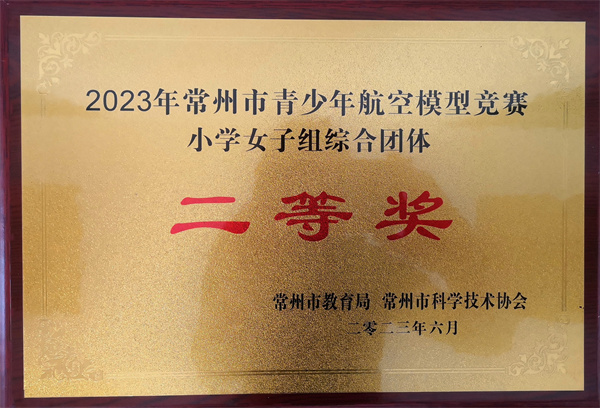 2023年常州市青少年航空模型竞赛
小学女子组综合团体
二等奖
常州市教育局 常州市科学技术协会
二零二三年六月